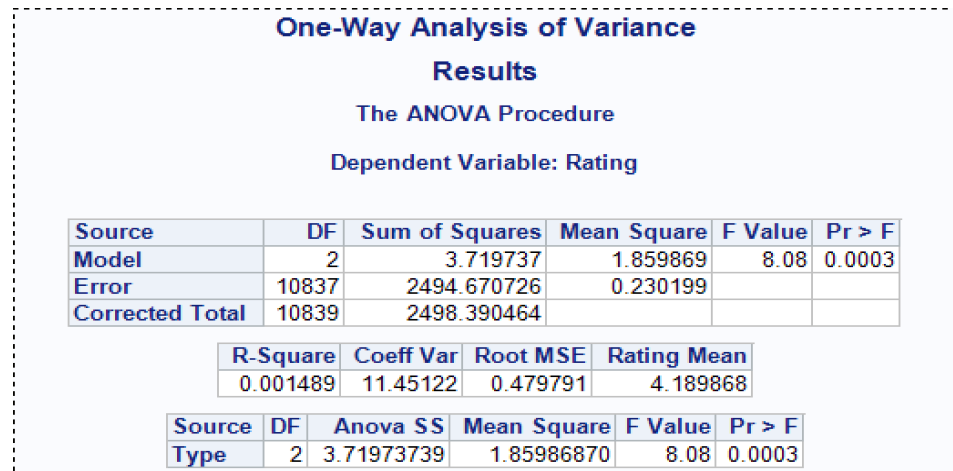 One-Way Analysis of Variance
Results
The ANOVA Procedure
Dependent Variable: Rating
Source DF Sum of Squares Mean Square F Value Pr > F
Model 2 3.719737 1.859869 8.08 0.0003
Error 10837 2494.670726 0.230199
Corrected Total 10839 2498.390464
R-Square Coeff Var Root MSE Rating Mean
0.001489 11.45122 0.479791 4.189868
Source DF Anova SS Mean Square F Value Pr > F
Type 2 3.71973739 1.85986870 8.08 0.0003